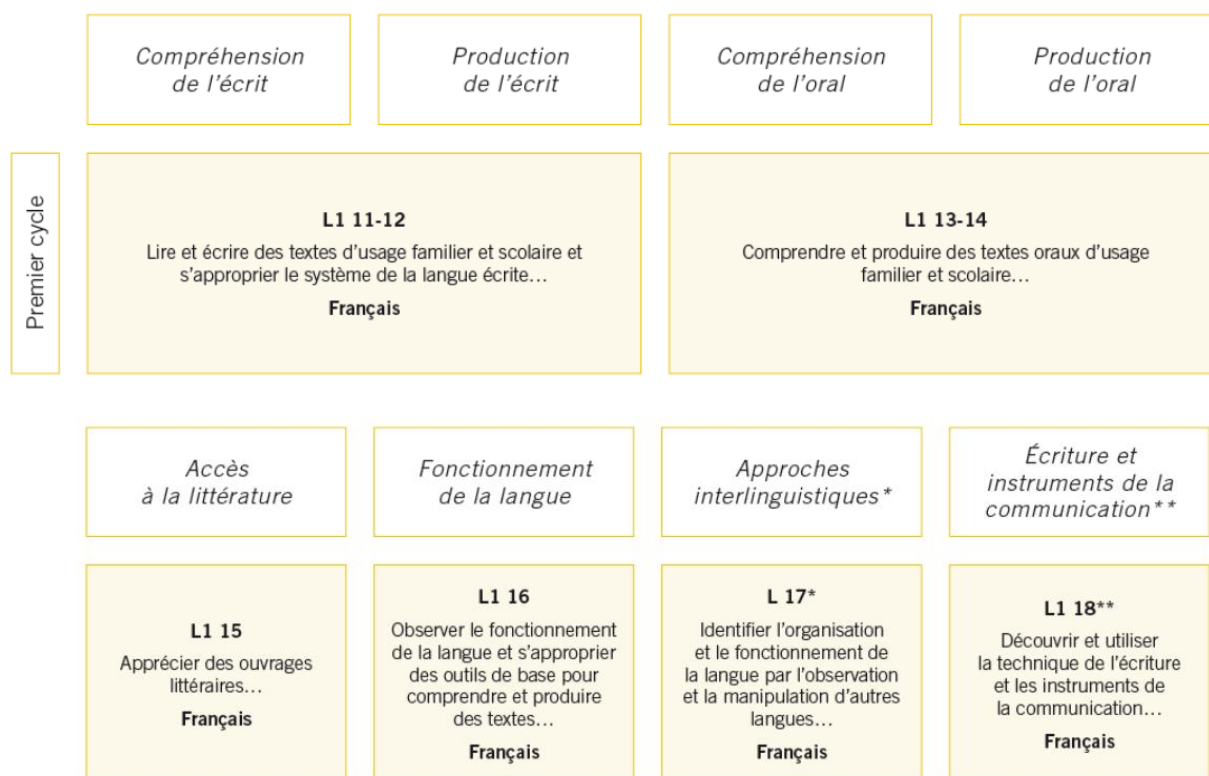 Compréhension
de l'écrit
Production
de l'écrit
Compréhension
de l'oral
Production
de l'oral
Premier cycle
L1 11-12
Lire et écrire des textes d'usage familier et scolaire et
s'approprier le système de la langue écrite…
Français
L1 13-14
Comprendre et produire des textes oraux d'usage
familier et scolaire…
Français
Accès
à la littérature
Fonctionnement
de la langue
Approches
interlinguistiques*
Écriture et
instruments de la
communication**
L1 15
Apprécier des ouvrages
littéraires…
Français
L1 16
Observer le fonctionnement
de la langue et s'approprier
des outils de base pour
comprendre et produire
des textes…
Français
L 17*
Identifier l'organisation
et le fonctionnement de
la langue par l'observation
et la manipulation d'autres
langues…
Français
L1 18**
Découvrir et utiliser
la technique de l'écriture
et les instruments de
la communication…
Français